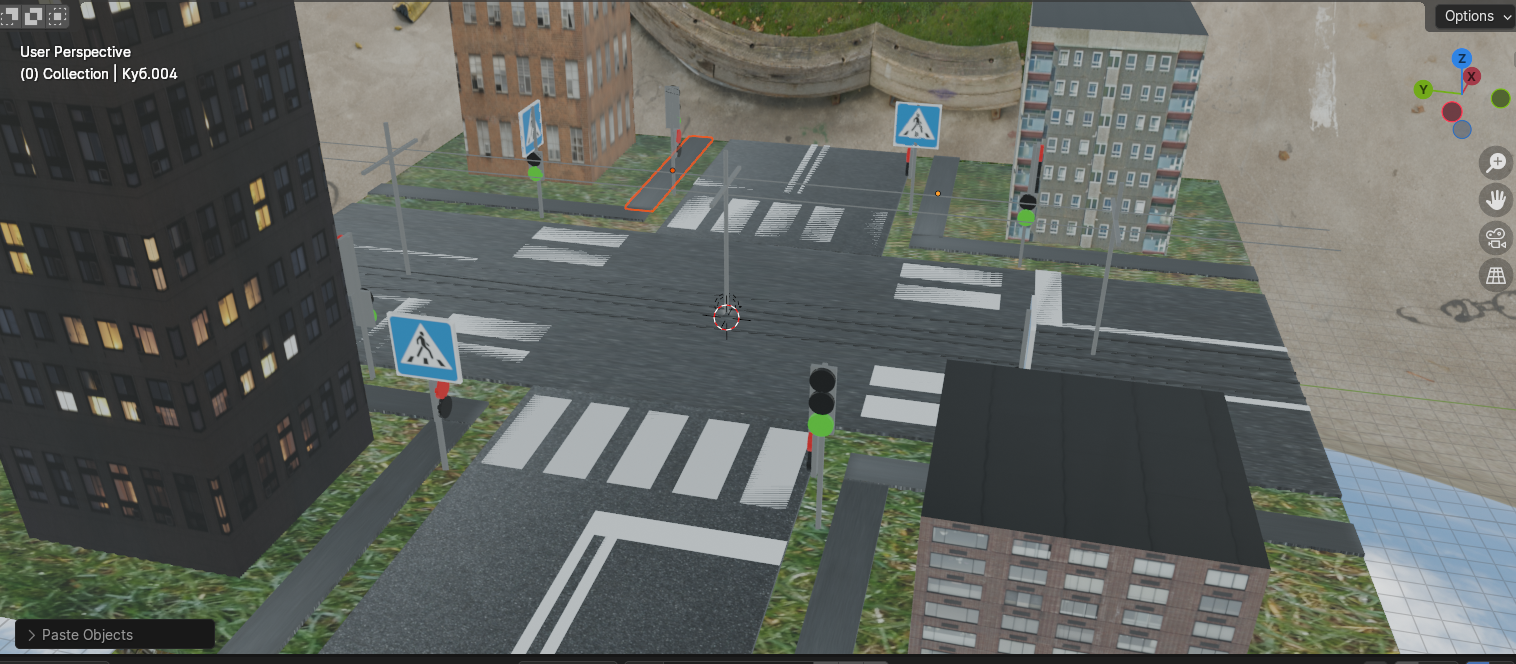 Options
User Perspective
(0) Collection | Куб.004
Z
X
Y
Paste Objects